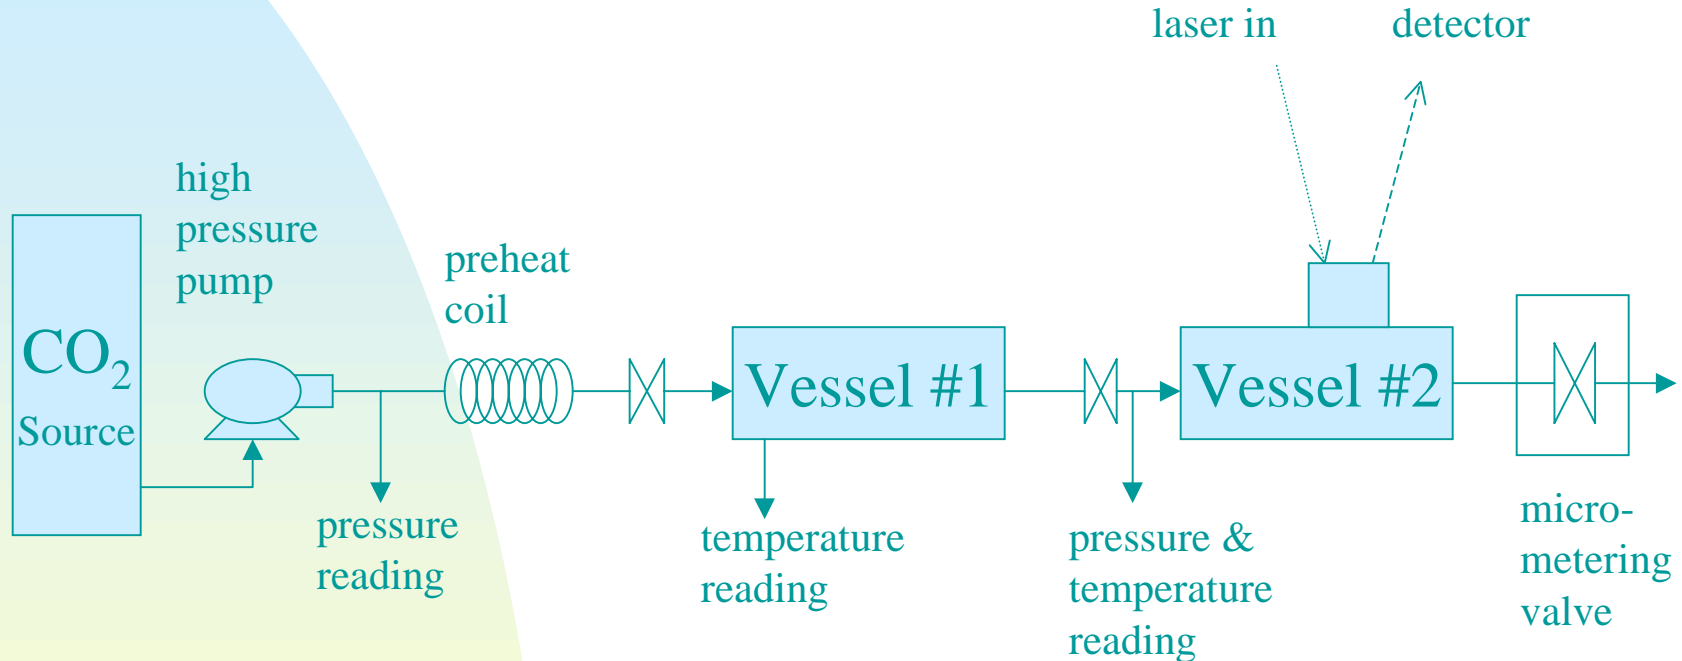 laser in
detector
high
pressure
pump
preheat
coil
CO₂
Source
Vessel #1
Vessel #2
pressure
reading
temperature
reading
pressure &
temperature
reading
micro-
metering
valve